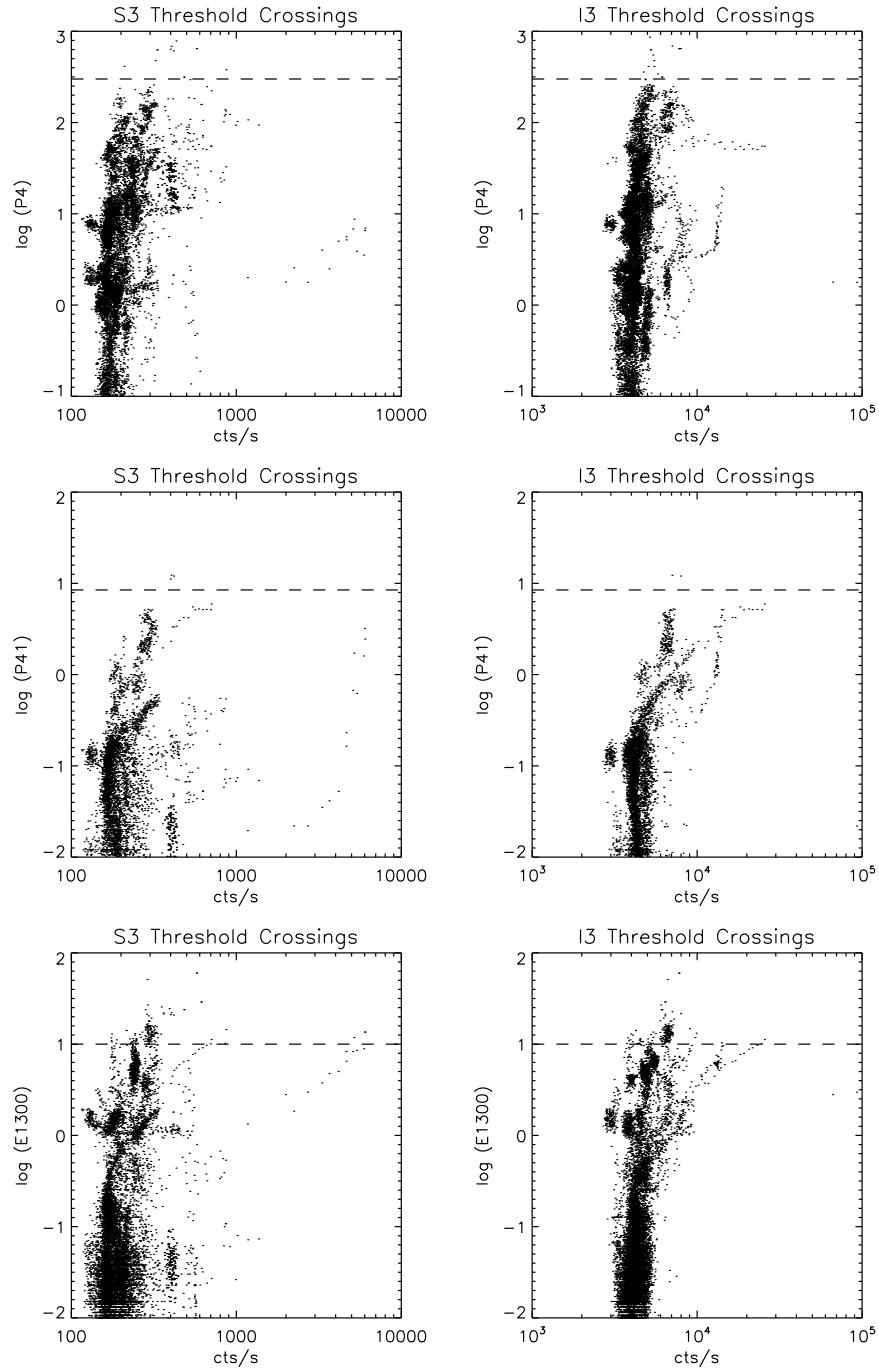 S3 Threshold Crossings
3
2
1
0
−1
log (P4)
100 1000 10000
cts/s
I3 Threshold Crossings
3
2
1
0
−1
log (P4)
10³ 10⁴ 10⁵
cts/s
S3 Threshold Crossings
2
1
0
−1
−2
log (P41)
100 1000 10000
cts/s
I3 Threshold Crossings
2
1
0
−1
−2
log (P41)
10³ 10⁴ 10⁵
cts/s
S3 Threshold Crossings
2
1
0
−1
−2
log (E1300)
100 1000 10000
cts/s
I3 Threshold Crossings
2
1
0
−1
−2
log (E1300)
10³ 10⁴ 10⁵
cts/s